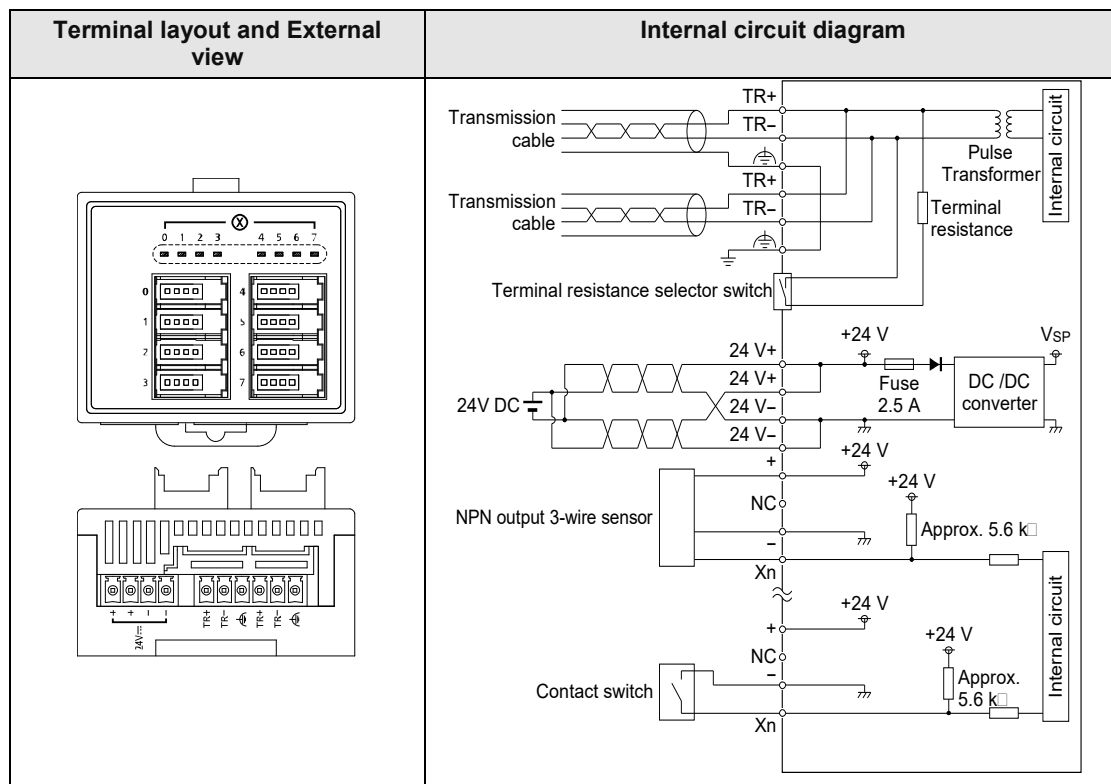 Terminal layout and External
view
Internal circuit diagram
0 1 2 3 4 5 6 7
X
0 4
1 5
2 6
3 7
+ + − −
24V
TR+ TR− TR+ TR−
Transmission
cable
TR+
TR−
Transmission
cable
TR+
TR−
Pulse
Transformer
Internal circuit
Terminal
resistance
Terminal resistance selector switch
24V DC
24 V+
24 V+
24 V−
24 V−
+24 V
Fuse
2.5 A
DC /DC
converter
VSP
NPN output 3-wire sensor
+
NC
−
Xn
+24 V
+24 V
Approx. 5.6 k□
Internal circuit
Contact switch
+
NC
−
Xn
+24 V
+24 V
Approx.
5.6 k□